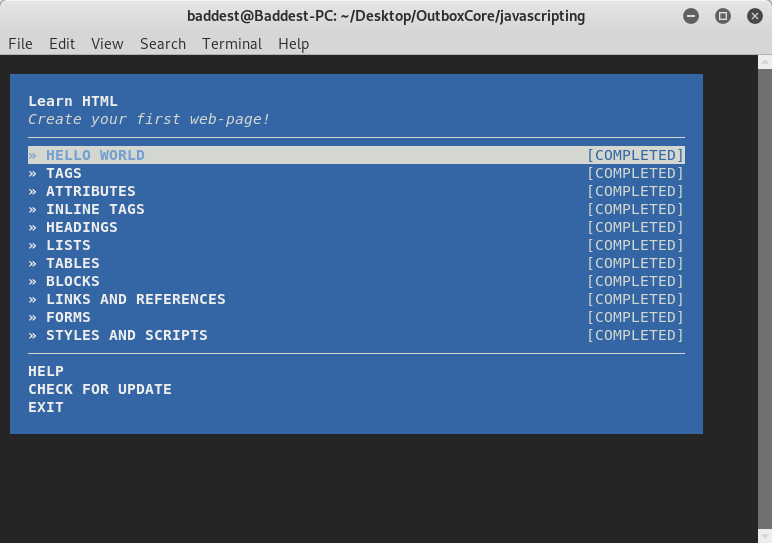 baddest@Baddest-PC: ~/Desktop/OutboxCore/javascripting
File Edit View Search Terminal Help
Learn HTML
Create your first web-page!
» HELLO WORLD [COMPLETED]
» TAGS [COMPLETED]
» ATTRIBUTES [COMPLETED]
» INLINE TAGS [COMPLETED]
» HEADINGS [COMPLETED]
» LISTS [COMPLETED]
» TABLES [COMPLETED]
» BLOCKS [COMPLETED]
» LINKS AND REFERENCES [COMPLETED]
» FORMS [COMPLETED]
» STYLES AND SCRIPTS [COMPLETED]
HELP
CHECK FOR UPDATE
EXIT